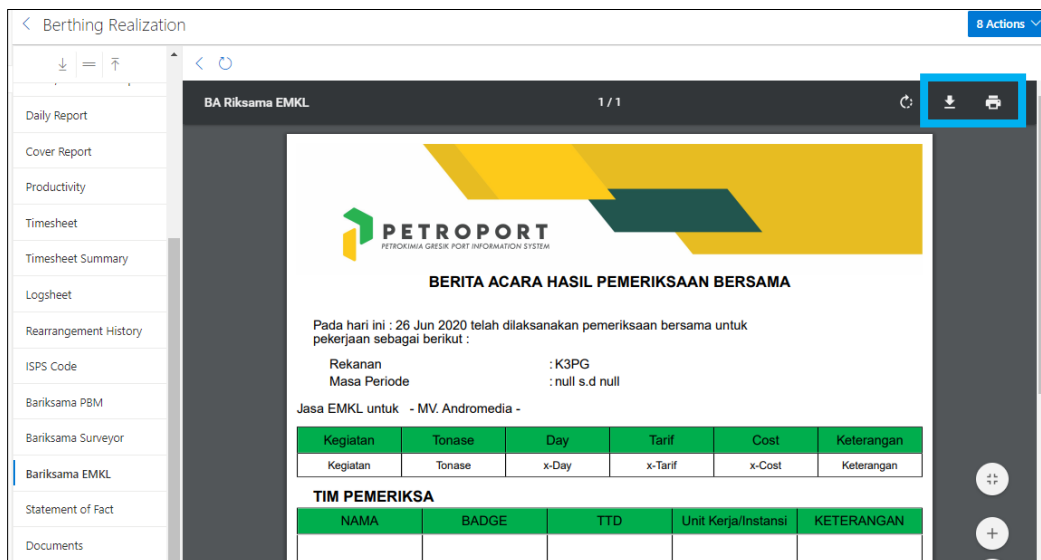 Berthing Realization
8 Actions
Daily Report
Cover Report
Productivity
Timesheet
Timesheet Summary
Logsheet
Rearrangement History
ISPS Code
Bariksama PBM
Bariksama Surveyor
Bariksama EMKL
Statement of Fact
Documents
BA Riksama EMKL 1 / 1
PETROPORT
PETROKIMIA GRESIK PORT INFORMATION SYSTEM
BERITA ACARA HASIL PEMERIKSAAN BERSAMA
Pada hari ini : 26 Jun 2020 telah dilaksanakan pemeriksaan bersama untuk
pekerjaan sebagai berikut :
Rekanan : K3PG
Masa Periode : null s.d null
Jasa EMKL untuk - MV. Andromedia -
Kegiatan Tonase Day Tarif Cost Keterangan
Kegiatan Tonase x-Day x-Tarif x-Cost Keterangan
TIM PEMERIKSA
NAMA BADGE TTD Unit Kerja/Instansi KETERANGAN